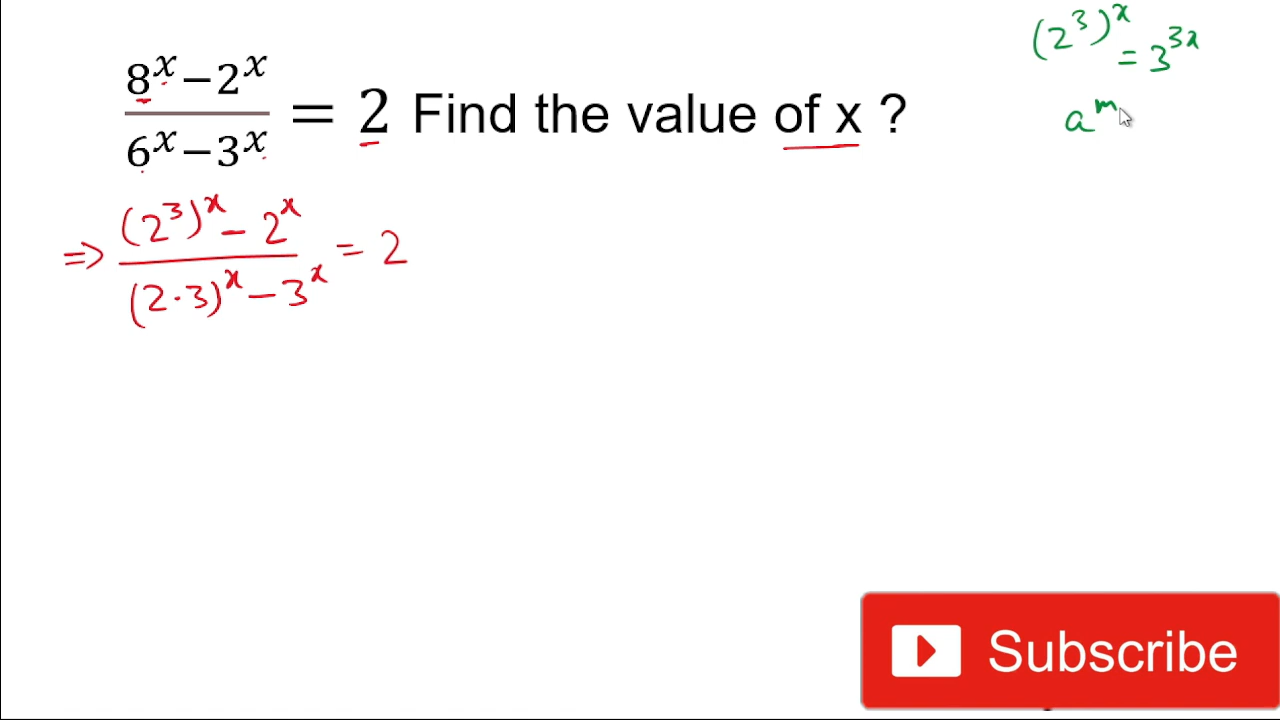 (8^x − 2^x)/(6^x − 3^x) = 2 Find the value of x ?
(2^3)^x
= 3^{3x}
a^m
⇒ ((2^3)^x − 2^x)/((2·3)^x − 3^x) = 2
Subscribe